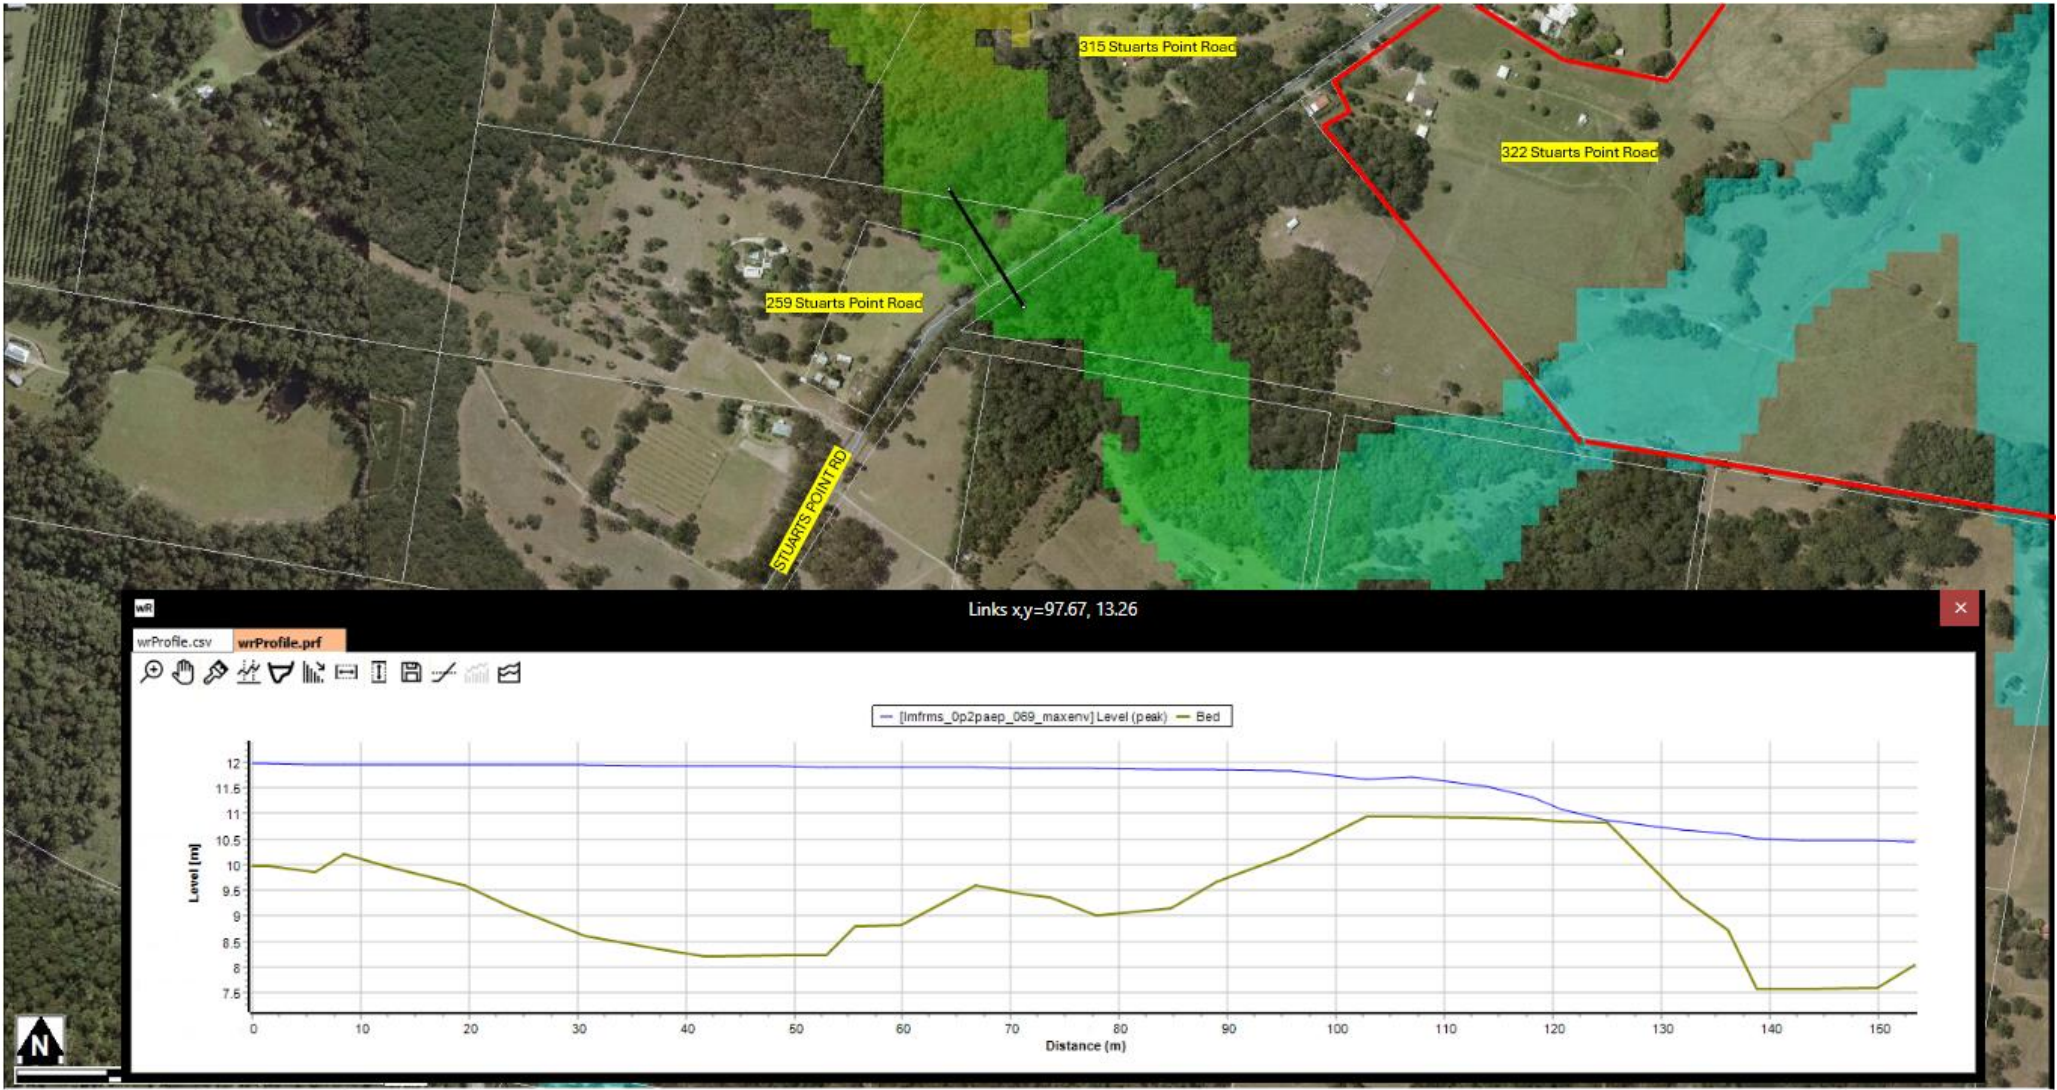 315 Stuarts Point Road
322 Stuarts Point Road
259 Stuarts Point Road
STUARTS POINT RD
wR
Links x,y=97.67, 13.26
wrProfile.csv
wrProfile.prf
[lmfrms_0p2paep_069_maxenv] Level (peak)
Bed
12
11.5
11
10.5
10
9.5
9
8.5
8
7.5
Level [m]
0 10 20 30 40 50 60 70 80 90 100 110 120 130 140 150
Distance (m)
N